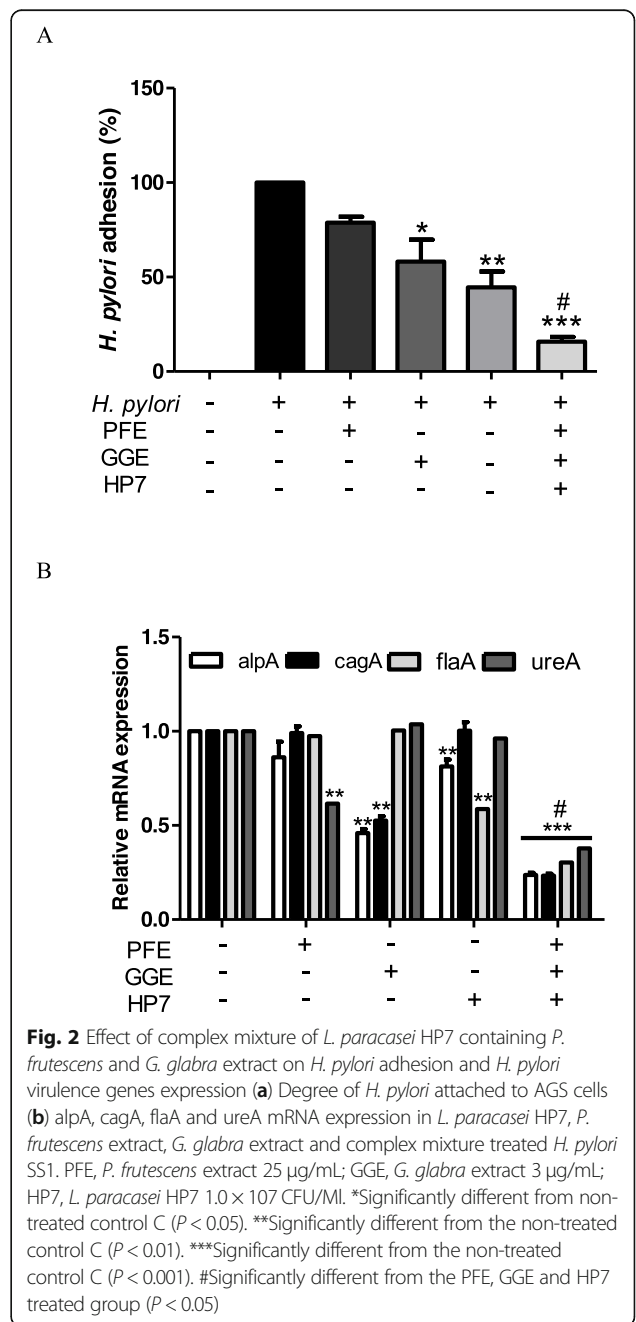 A
150
100
50
0
H. pylori adhesion (%)
*
**
#
***
H. pylori - + + + + +
PFE - - + - - +
GGE - - - + - +
HP7 - - - - - +
B
1.5
1.0
0.5
0.0
Relative mRNA expression
alpA cagA flaA ureA
**
** **
** **
#
***
PFE - + - - +
GGE - - + - +
HP7 - - - + +
Fig. 2 Effect of complex mixture of L. paracasei HP7 containing P.
frutescens and G. glabra extract on H. pylori adhesion and H. pylori
virulence genes expression (a) Degree of H. pylori attached to AGS cells
(b) alpA, cagA, flaA and ureA mRNA expression in L. paracasei HP7, P.
frutescens extract, G. glabra extract and complex mixture treated H. pylori
SS1. PFE, P. frutescens extract 25 μg/mL; GGE, G. glabra extract 3 μg/mL;
HP7, L. paracasei HP7 1.0 × 107 CFU/Ml. *Significantly different from non-
treated control C (P < 0.05). **Significantly different from the non-treated
control C (P < 0.01). ***Significantly different from the non-treated
control C (P < 0.001). #Significantly different from the PFE, GGE and HP7
treated group (P < 0.05)